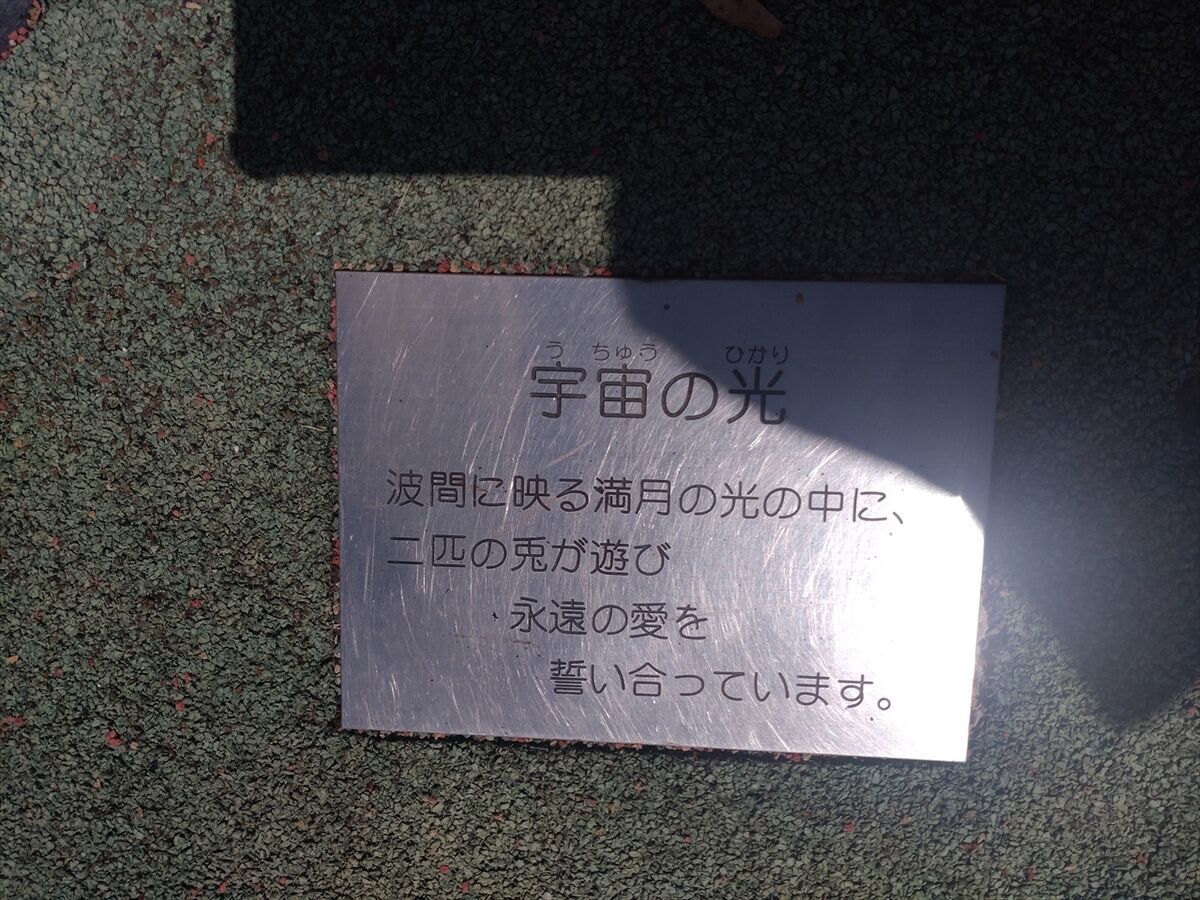 う ちゅう ひかり
宇宙の光
波間に映る満月の光の中に、
二匹の兎が遊び
永遠の愛を
誓い合っています。